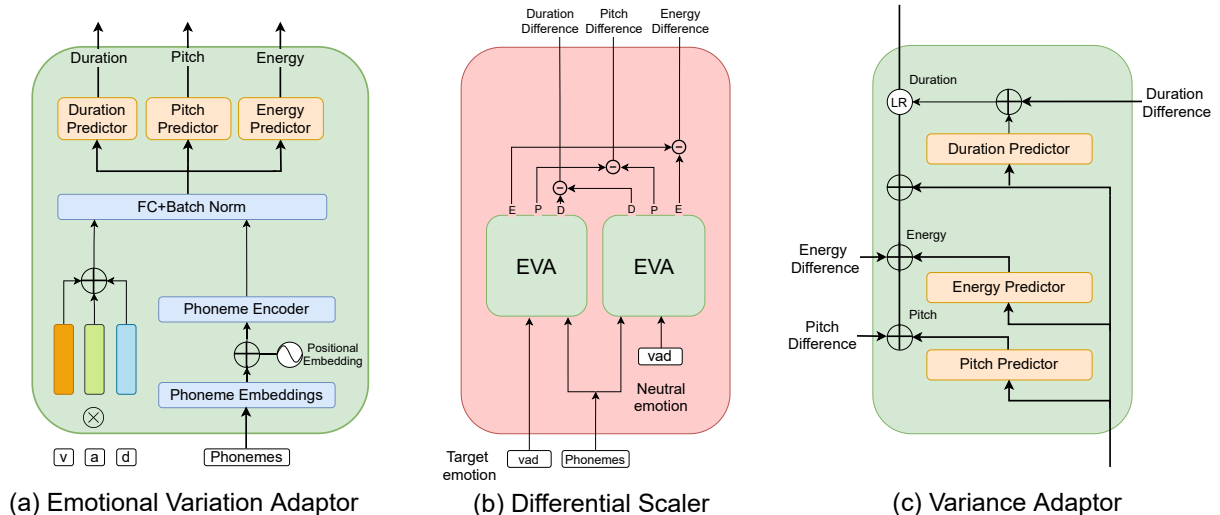 Duration
Pitch
Energy
Duration
Predictor
Pitch
Predictor
Energy
Predictor
FC+Batch Norm
Phoneme Encoder
Positional
Embedding
Phoneme Embeddings
v
a
d
Phonemes
(a) Emotional Variation Adaptor
Duration
Difference
Pitch
Difference
Energy
Difference
E
P
D
D
P
E
EVA
EVA
vad
Neutral
emotion
Target
emotion
vad
Phonemes
(b) Differential Scaler
Duration
LR
Duration
Difference
Duration Predictor
Energy
Energy
Difference
Energy Predictor
Pitch
Pitch
Difference
Pitch Predictor
(c) Variance Adaptor